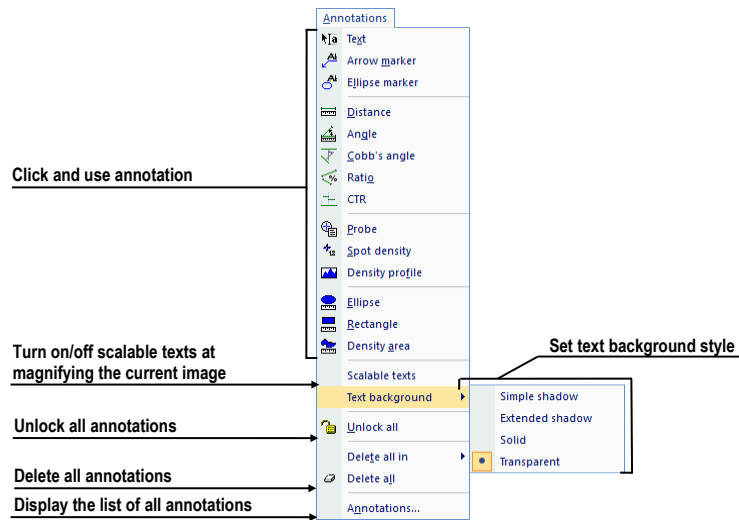 Annotations
Text
Arrow marker
Ellipse marker
Distance
Angle
Cobb's angle
Ratio
CTR
Probe
Spot density
Density profile
Ellipse
Rectangle
Density area
Scalable texts
Text background
Unlock all
Delete all in
Delete all
Annotations...
Simple shadow
Extended shadow
Solid
Transparent
Click and use annotation
Turn on/off scalable texts at
magnifying the current image
Unlock all annotations
Delete all annotations
Display the list of all annotations
Set text background style